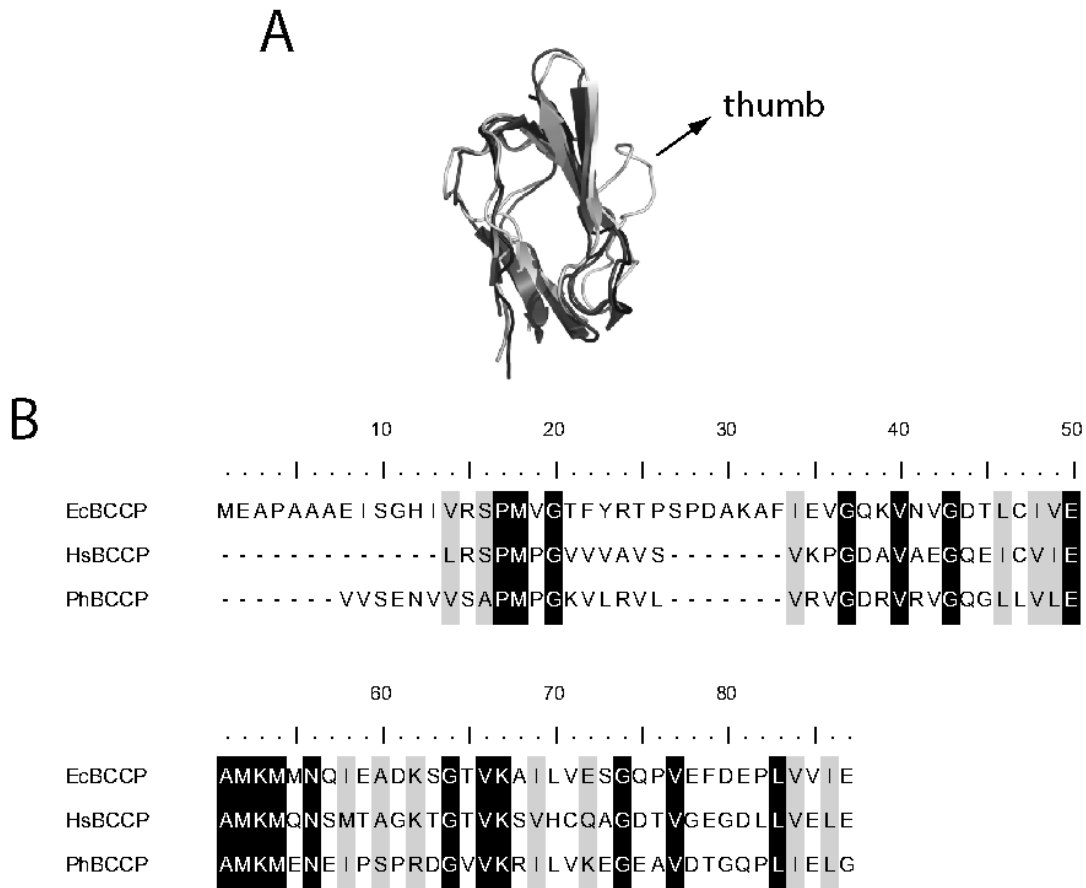 A
thumb
B
10 20 30 40 50
EcBCCP MEAPAAAEISGHIVRSPMVGTFYRTPSPDAKAFIEVGQKVNVGDTLCIVE
HsBCCP -------------LRSPMPGVVVAVS-------VKPGDAVAEGQEICVIE
PhBCCP -------VVSENVVSAPMPGKVLRVL-------VRVGDRVRVGQGLLVLE
60 70 80
EcBCCP AMKMMNQIEADKSGTVKAILVESGQPVEFDEPLVVIE
HsBCCP AMKMQNSMTAGKTGTVKSVHCQAGDTVGEGDLLVELE
PhBCCP AMKMENEIPSPRDGVVKRILVKEGEAVDTGQPLIELG